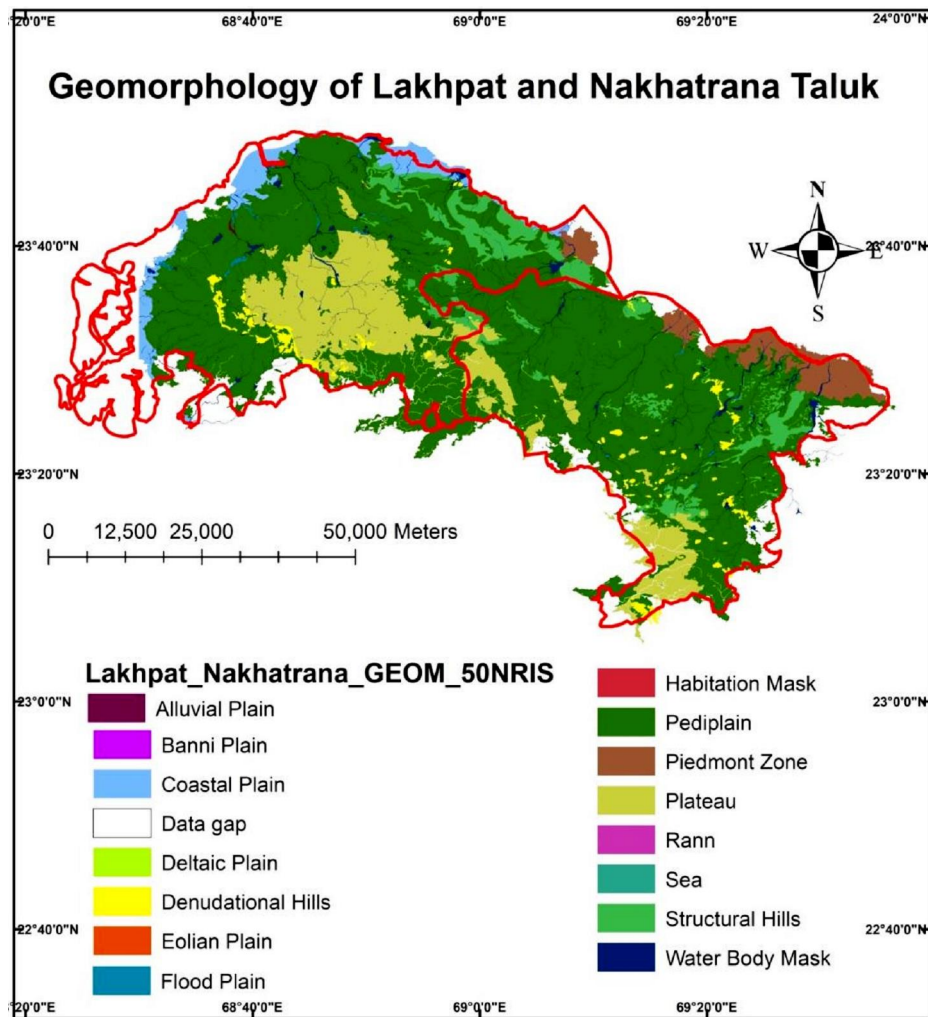 :20'0"E 68°40'0"E 69°0'0"E 69°20'0"E 24°0'0"N
Geomorphology of Lakhpat and Nakhatrana Taluk
N
W E
S
23°40'0"N 23°40'0"N
23°20'0"N 23°20'0"N
0 12,500 25,000 50,000 Meters
Lakhpat_Nakhatrana_GEOM_50NRIS
Alluvial Plain
Banni Plain
Coastal Plain
Data gap
Deltaic Plain
Denudational Hills
Eolian Plain
Flood Plain
Habitation Mask
Pediplain
Piedmont Zone
Plateau
Rann
Sea
Structural Hills
Water Body Mask
23°0'0"N 23°0'0"N
22°40'0"N 22°40'0"N
:20'0"E 68°40'0"E 69°0'0"E 69°20'0"E